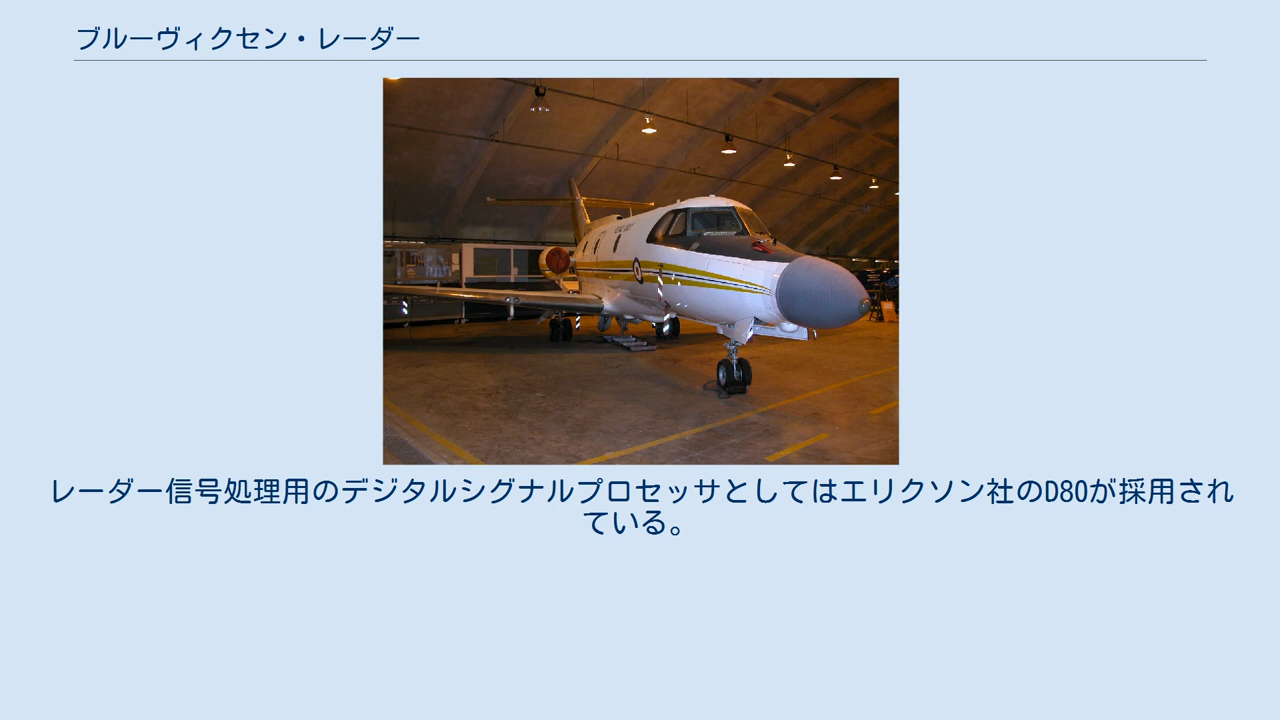 ブルーヴィクセン・レーダー
レーダー信号処理用のデジタルシグナルプロセッサとしてはエリクソン社のD80が採用され
ている。